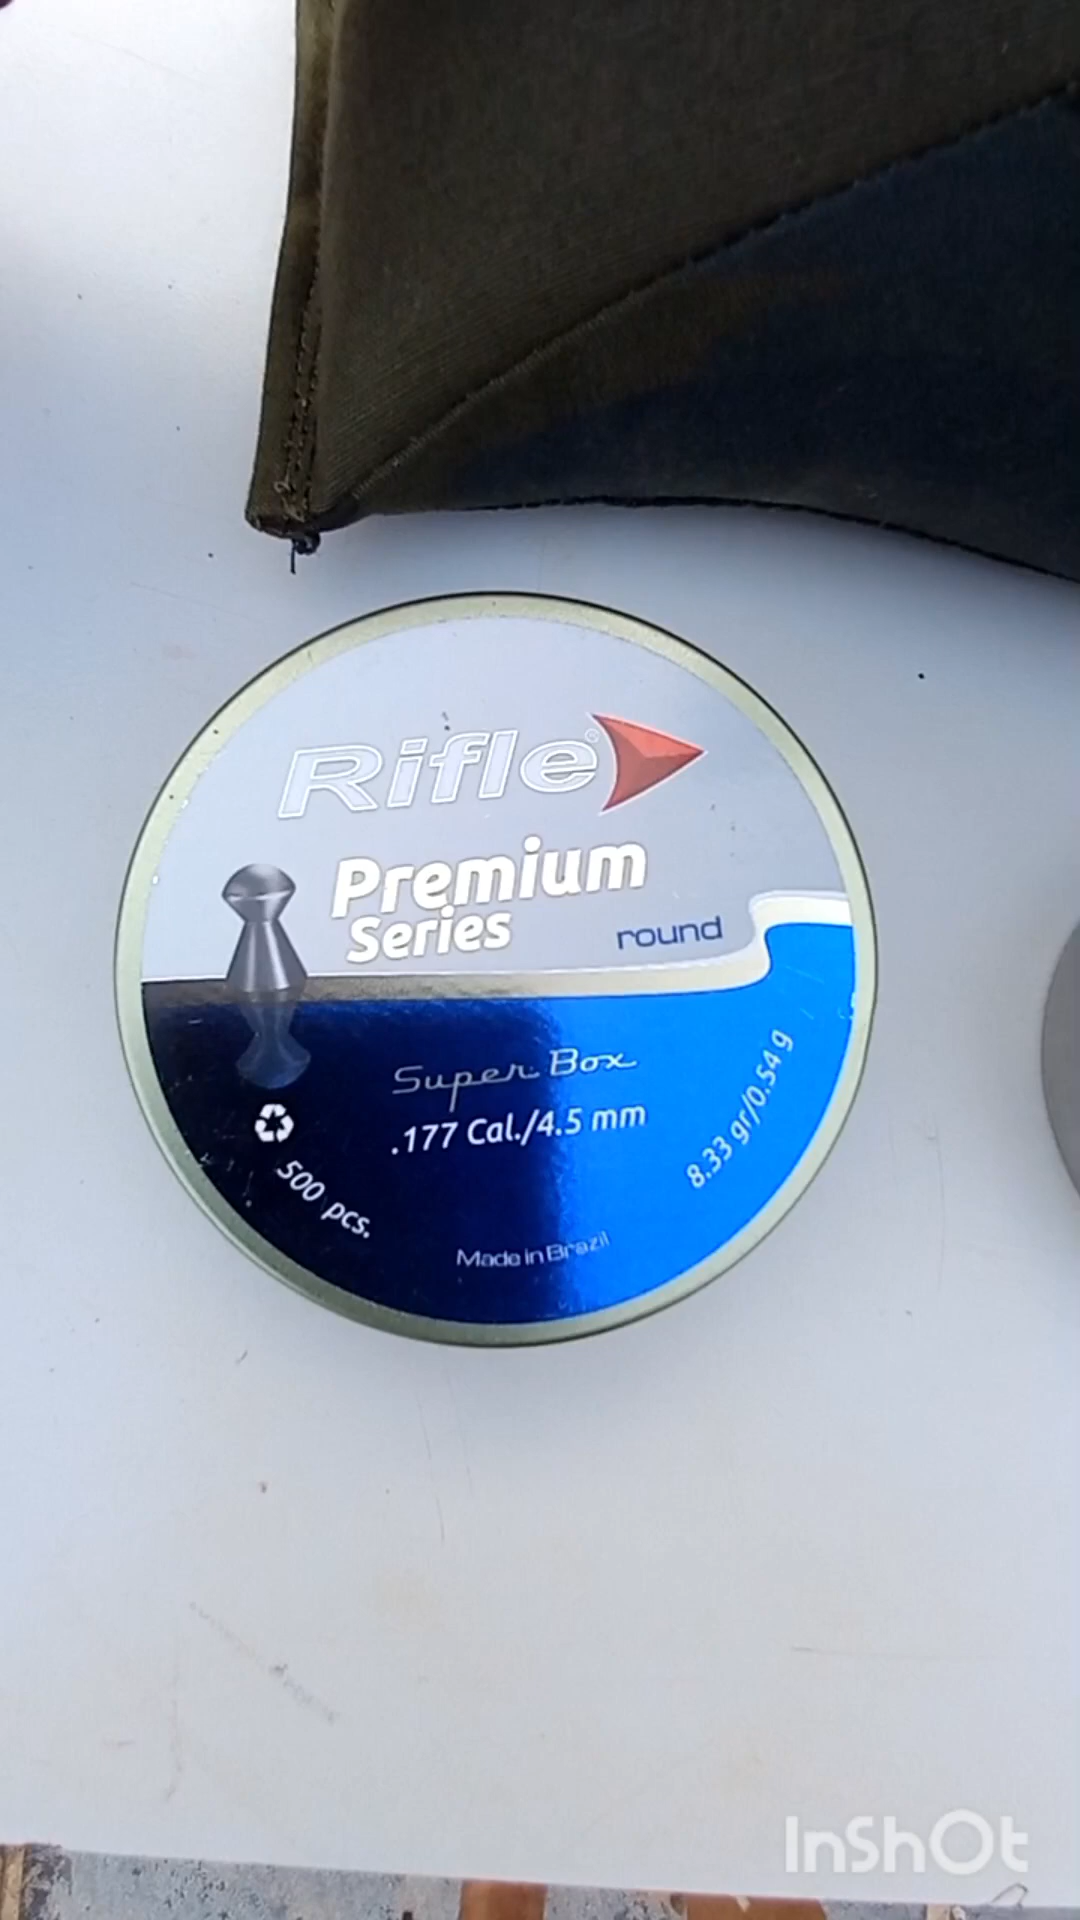 Rifle®
Premium
Series
round
Super Box
.177 Cal./4.5 mm
8.33 gr/0.54 g
500 pcs.
Made in Brazil
InShOt